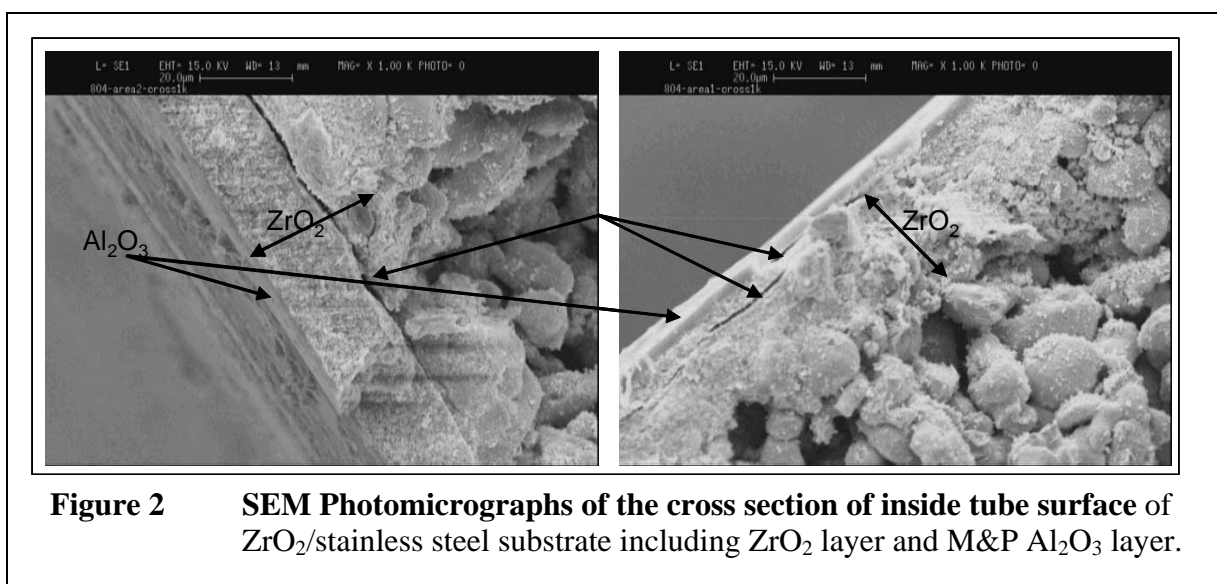 L= SE1 EHT= 15.0 KV WD= 13 mm MAG= X 1.00 K PHOTO= 0
20.0μm
804-area2-cross1k
L= SE1 EHT= 15.0 KV WD= 13 mm MAG= X 1.00 K PHOTO= 0
20.0μm
804-area1-cross1k
ZrO₂
Al₂O₃
ZrO₂
Figure 2 SEM Photomicrographs of the cross section of inside tube surface of
ZrO₂/stainless steel substrate including ZrO₂ layer and M&P Al₂O₃ layer.